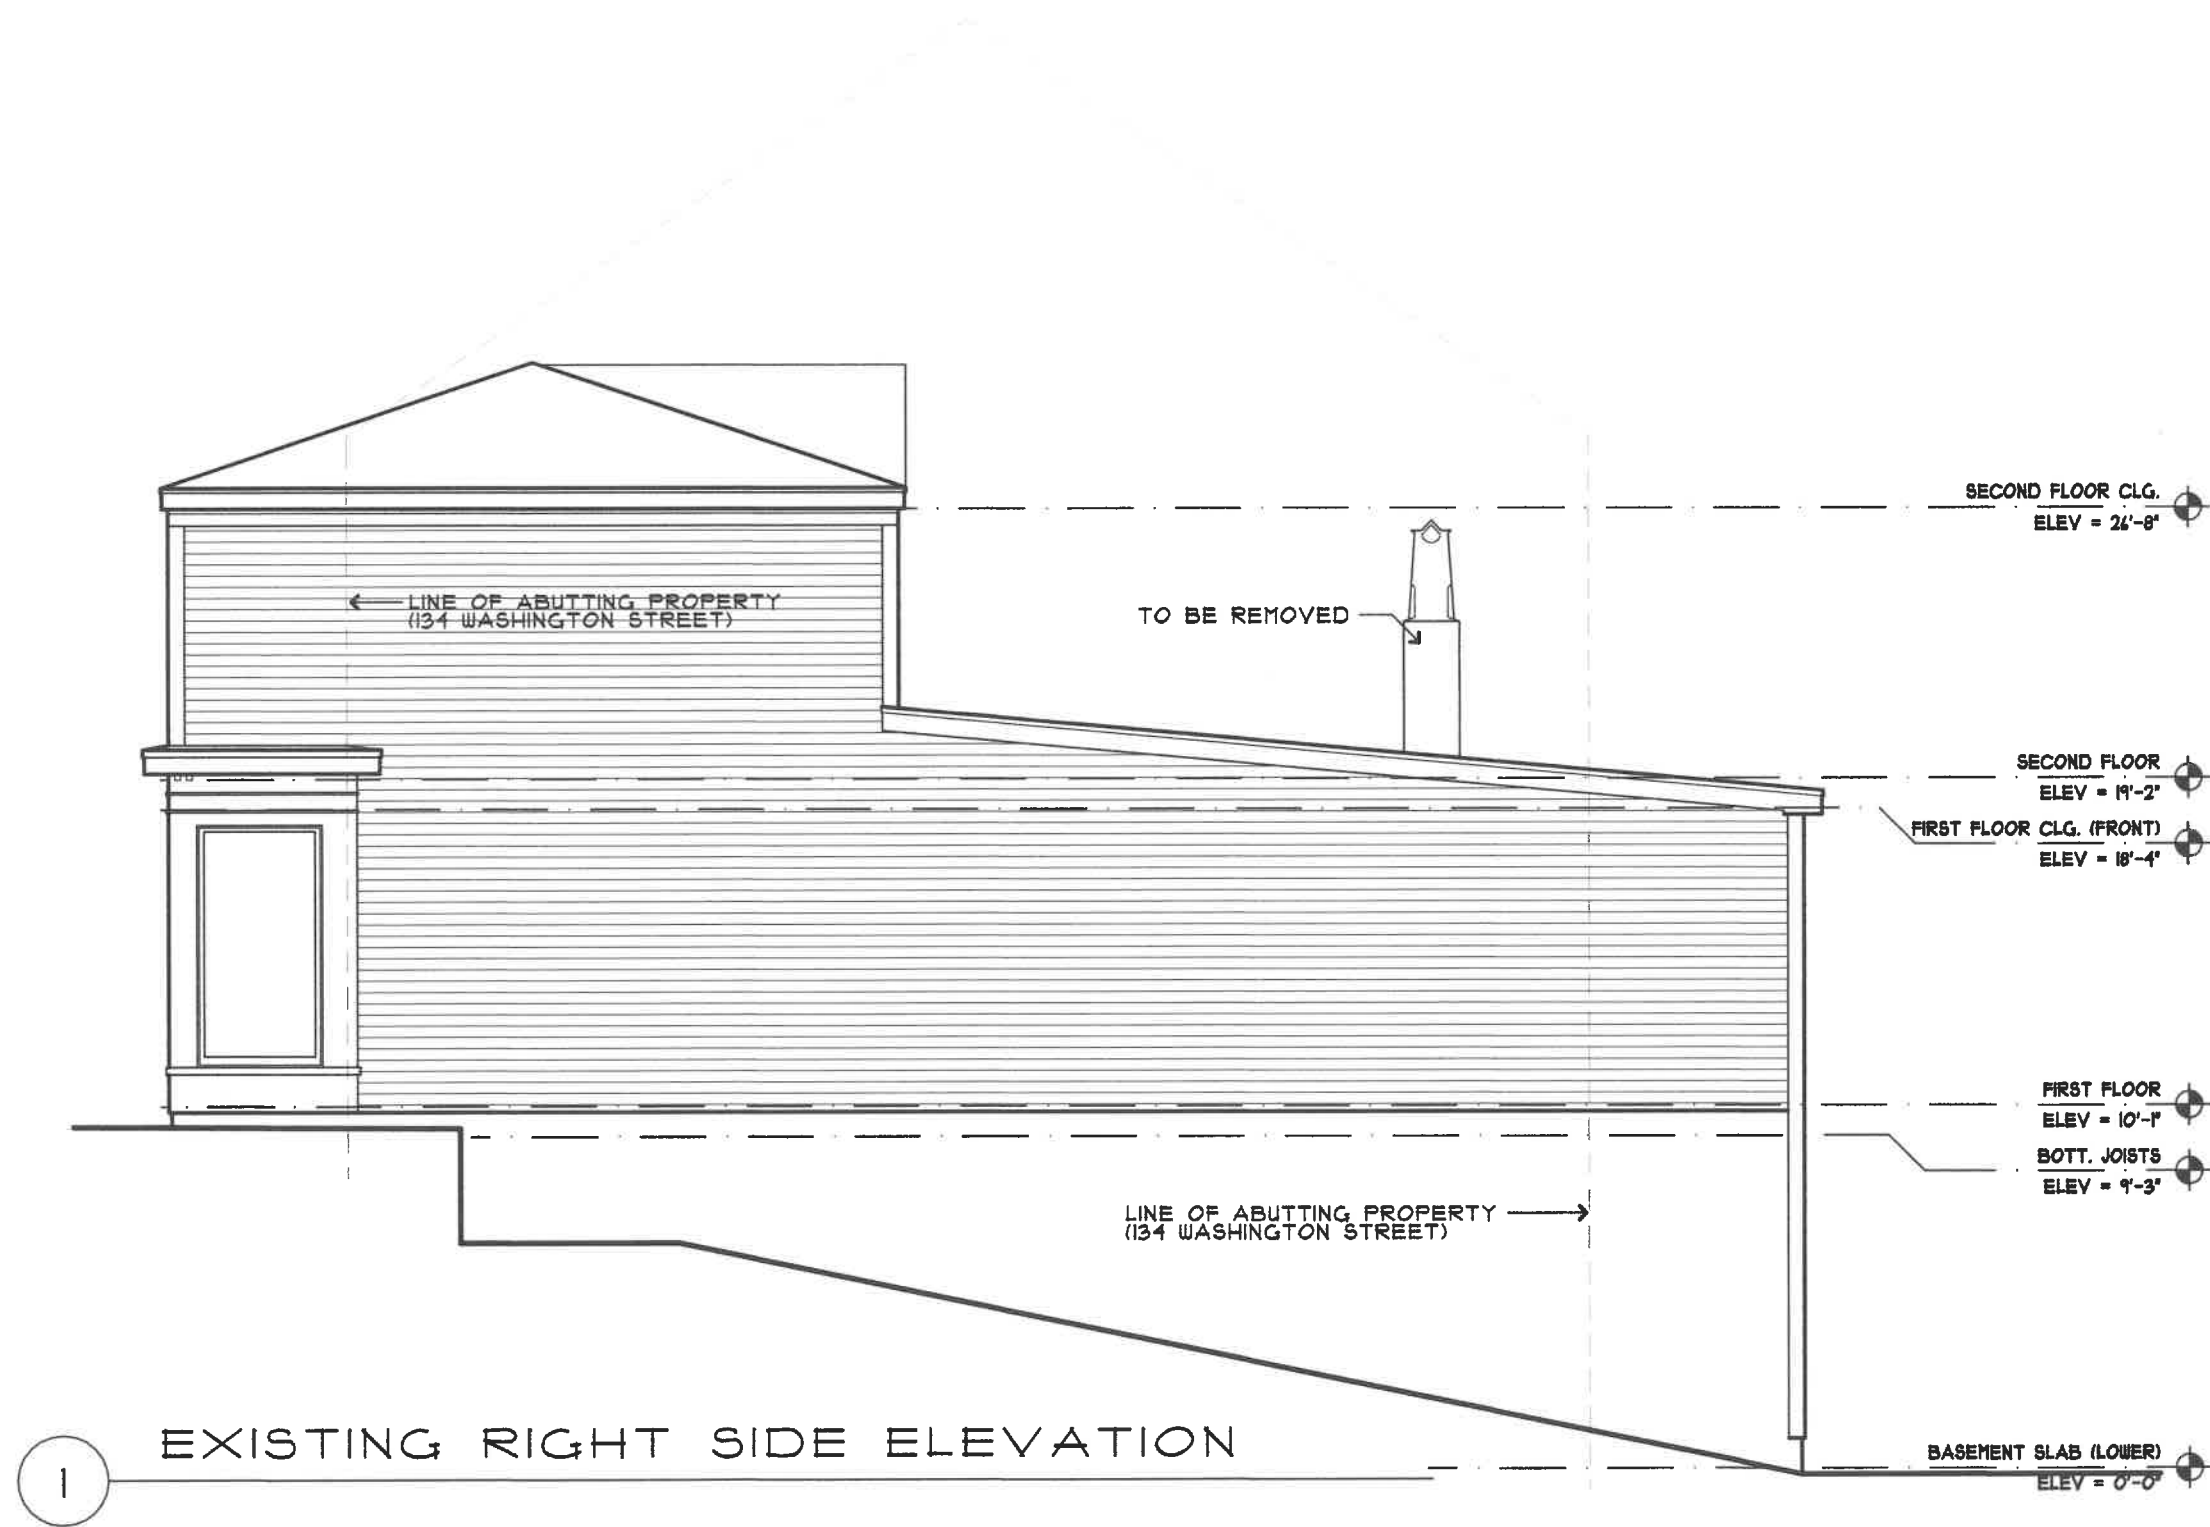 SECOND FLOOR CLG.
ELEV = 26'-8"
LINE OF ABUTTING PROPERTY
(134 WASHINGTON STREET)
TO BE REMOVED
SECOND FLOOR
ELEV = 19'-2"
FIRST FLOOR CLG. (FRONT)
ELEV = 18'-4"
FIRST FLOOR
ELEV = 10'-1"
BOTT. JOISTS
ELEV = 9'-3"
LINE OF ABUTTING PROPERTY
(134 WASHINGTON STREET)
1
EXISTING RIGHT SIDE ELEVATION
BASEMENT SLAB (LOWER)
ELEV = 0'-0"